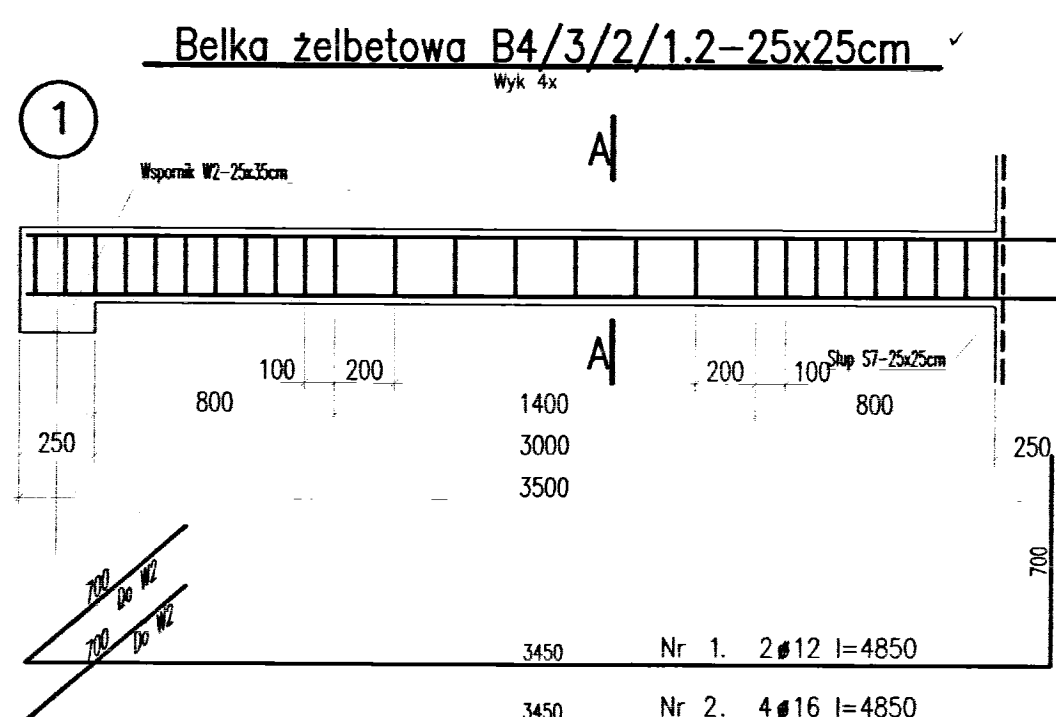 Belka żelbetowa B4/3/2/1.2-25x25cm
Wyk 4x
1
A
Wspornik W2-25x35cm
A
Słup S7-25x25cm
100 200 200 100
800 1400 800
250 3000 250
3500
700
700 Do W2
700 Do W2
3450 Nr 1. 2ø12 l=4850
3450 Nr 2. 4ø16 l=4850